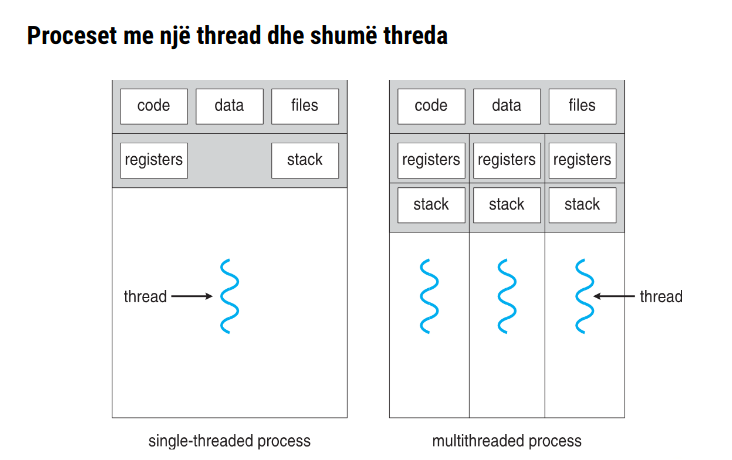 Proceset me një thread dhe shumë threda
code data files
registers stack
thread
single-threaded process
code data files
registers registers registers
stack stack stack
thread
multithreaded process